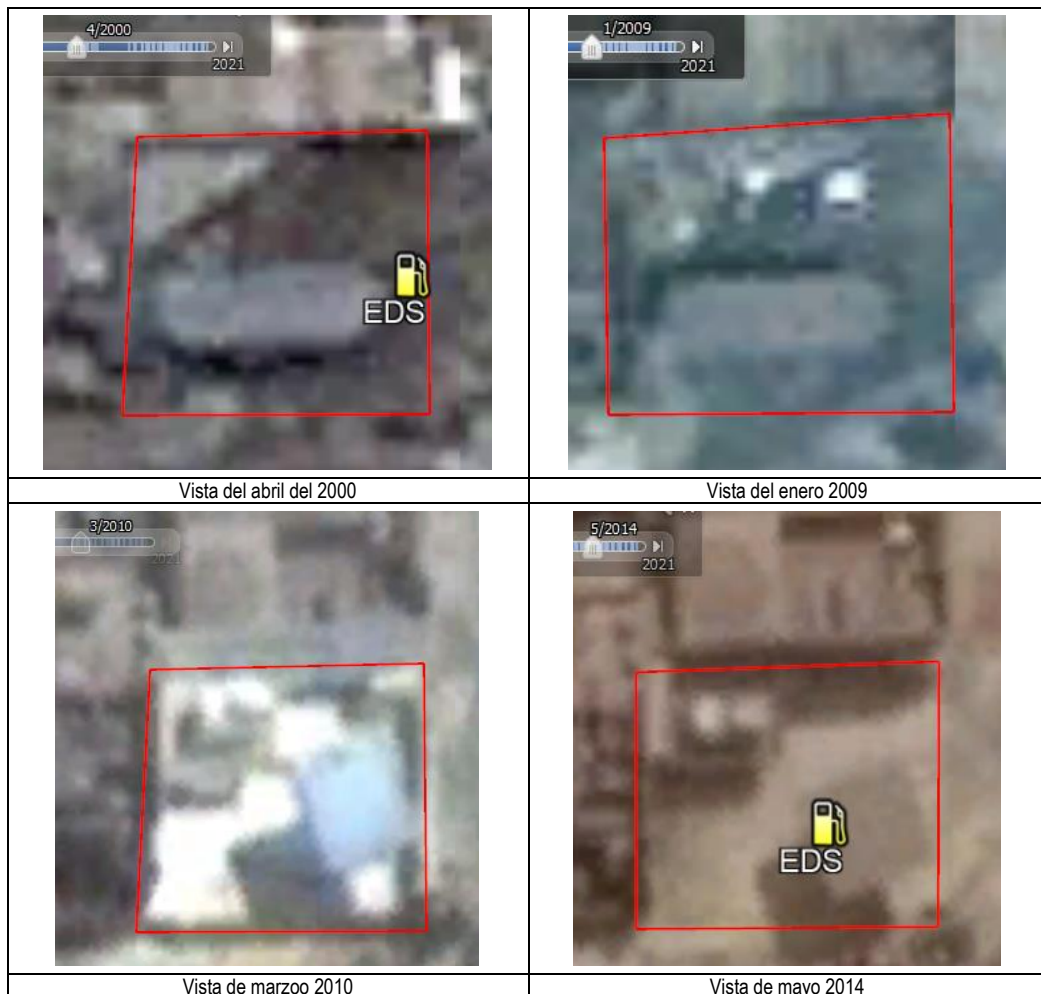 4/2000
2021
EDS
1/2009
2021
Vista del abril del 2000
Vista del enero 2009
3/2010
2021
5/2014
2021
EDS
Vista de marzoo 2010
Vista de mayo 2014